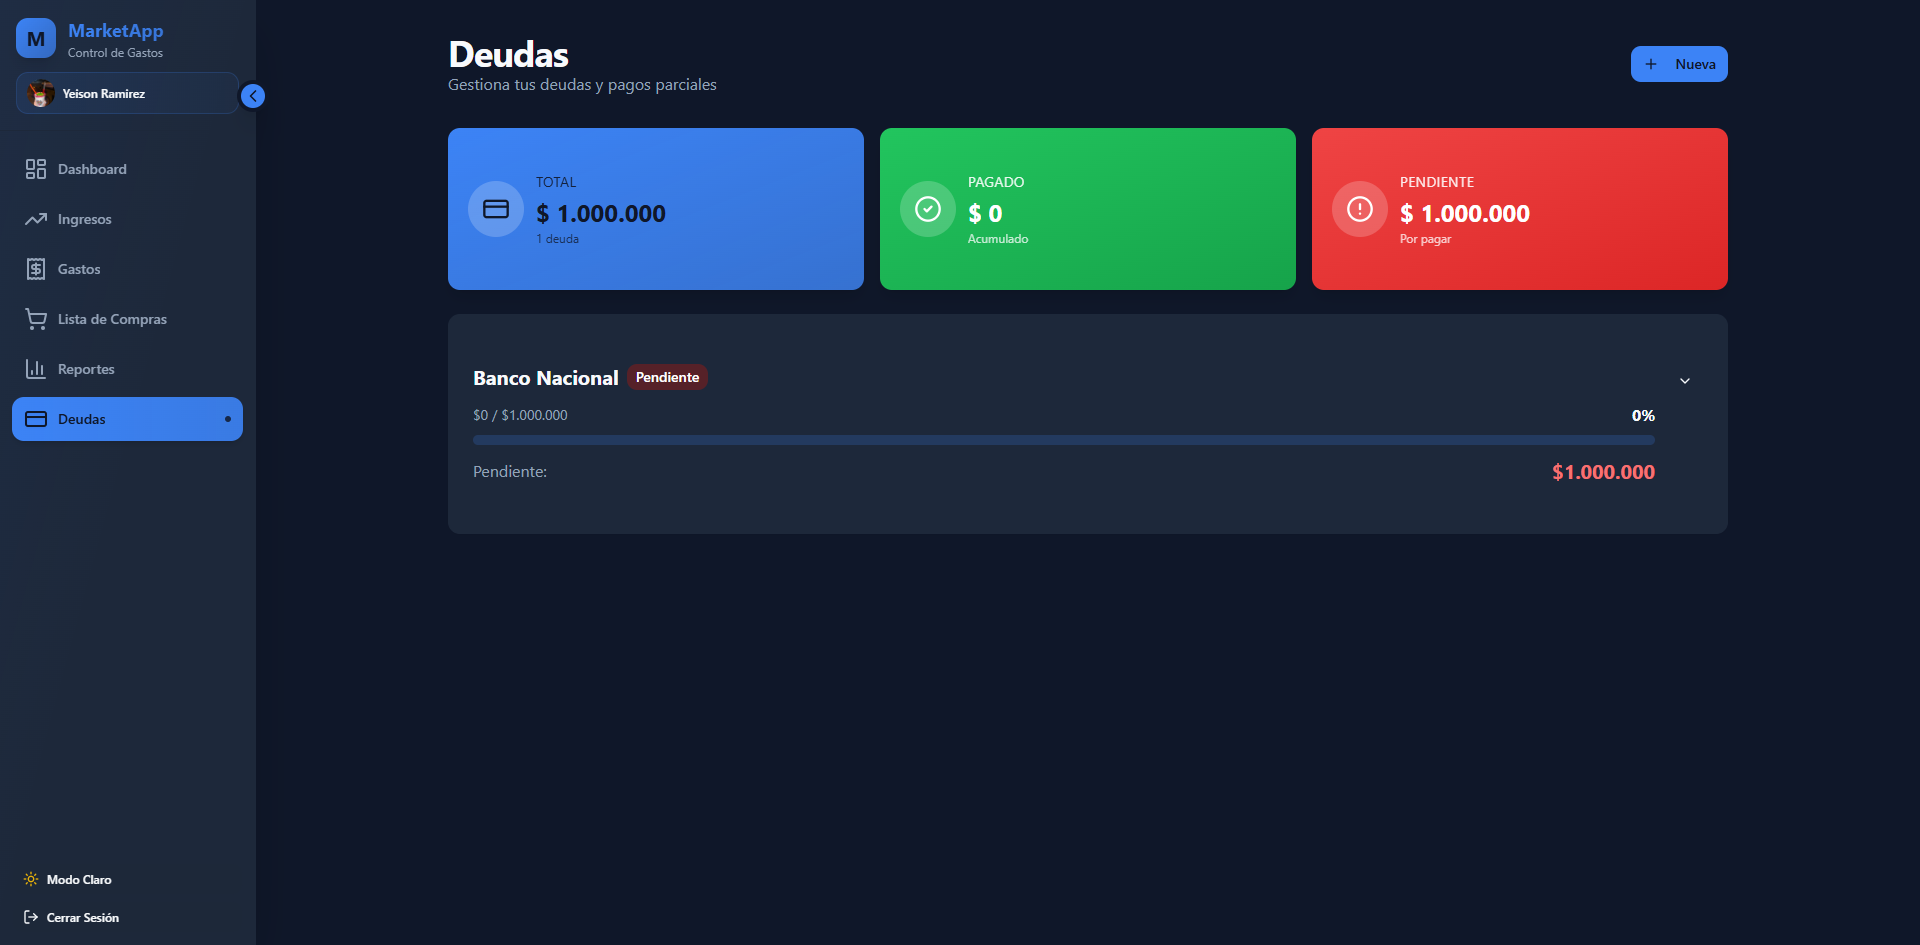 M
MarketApp
Control de Gastos
Yeison Ramirez
Dashboard
Ingresos
Gastos
Lista de Compras
Reportes
Deudas
Modo Claro
Cerrar Sesión
Deudas
Gestiona tus deudas y pagos parciales
+ Nueva
TOTAL
$ 1.000.000
1 deuda
PAGADO
$ 0
Acumulado
PENDIENTE
$ 1.000.000
Por pagar
Banco Nacional Pendiente
$0 / $1.000.000 0%
Pendiente: $1.000.000